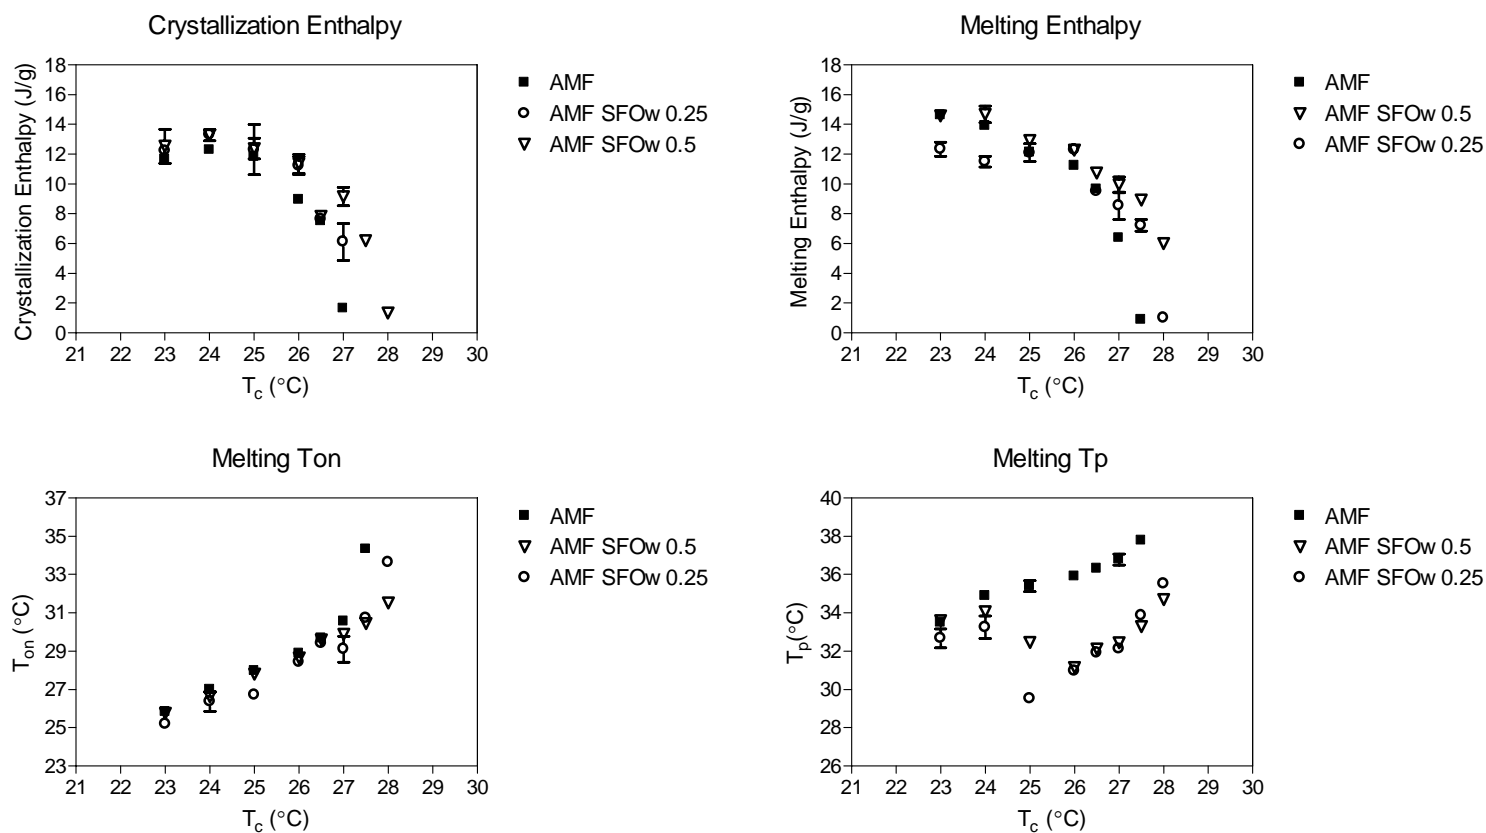 Crystallization Enthalpy
Crystallization Enthalpy (J/g)
18
16
14
12
10
8
6
4
2
0
21 22 23 24 25 26 27 28 29 30
T_c (°C)
AMF
AMF SFOw 0.25
AMF SFOw 0.5
Melting Enthalpy
Melting Enthalpy (J/g)
18
16
14
12
10
8
6
4
2
0
21 22 23 24 25 26 27 28 29 30
T_c (°C)
AMF
AMF SFOw 0.5
AMF SFOw 0.25
Melting Ton
T_on (°C)
37
35
33
31
29
27
25
23
21 22 23 24 25 26 27 28 29 30
T_c (°C)
AMF
AMF SFOw 0.5
AMF SFOw 0.25
Melting Tp
T_p(°C)
40
38
36
34
32
30
28
26
21 22 23 24 25 26 27 28 29 30
T_c (°C)
AMF
AMF SFOw 0.5
AMF SFOw 0.25